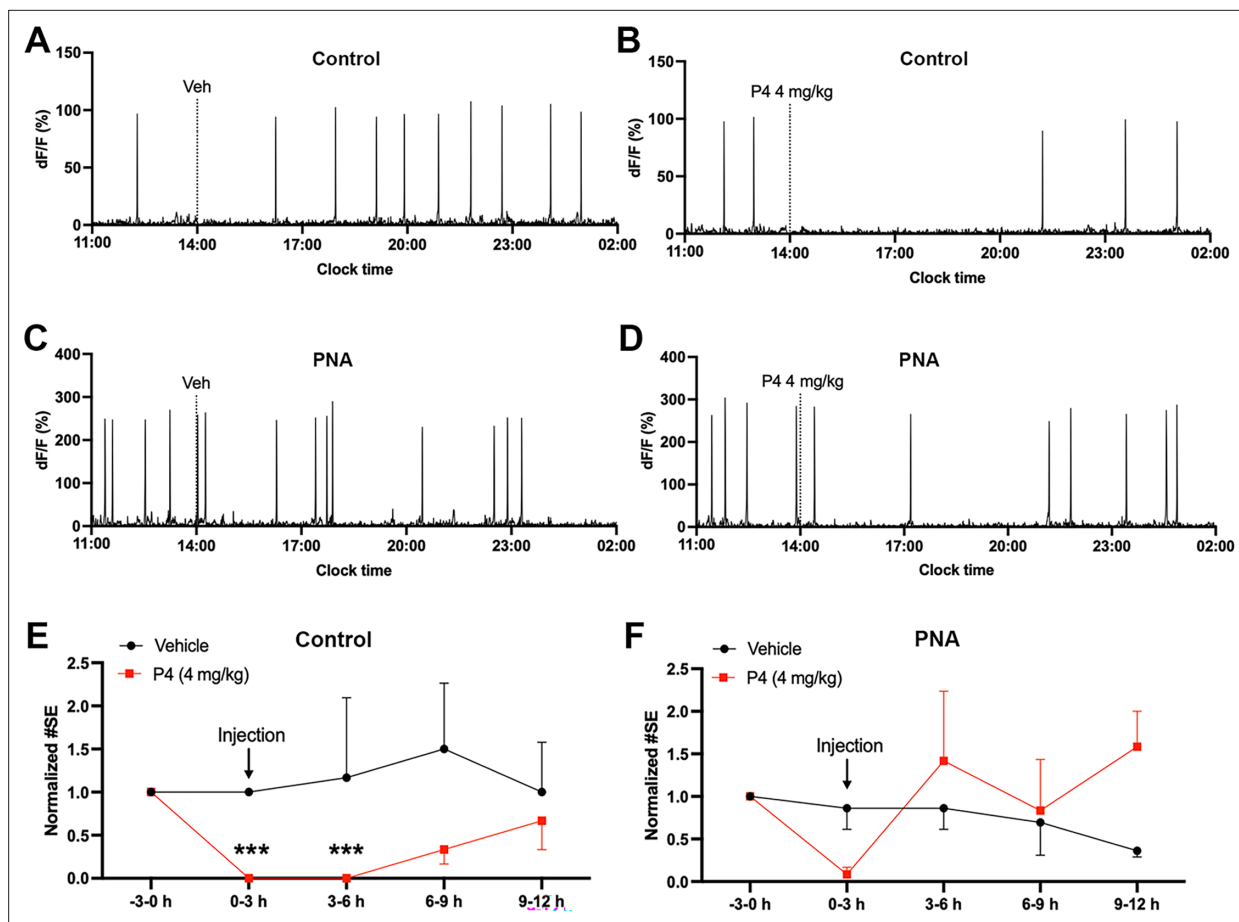 A
Control
150
100
50
0
dF/F (%)
Veh
11:00 14:00 17:00 20:00 23:00 02:00
Clock time
B
Control
150
100
50
0
dF/F (%)
P4 4 mg/kg
11:00 14:00 17:00 20:00 23:00 02:00
Clock time
C
PNA
400
300
200
100
0
dF/F (%)
Veh
11:00 14:00 17:00 20:00 23:00 02:00
Clock time
D
PNA
400
300
200
100
0
dF/F (%)
P4 4 mg/kg
11:00 14:00 17:00 20:00 23:00 02:00
Clock time
E
Control
Vehicle
P4 (4 mg/kg)
2.5
2.0
1.5
1.0
0.5
0.0
Normalized #SE
Injection
*** ***
-3-0 h 0-3 h 3-6 h 6-9 h 9-12 h
F
PNA
Vehicle
P4 (4 mg/kg)
2.5
2.0
1.5
1.0
0.5
0.0
Normalized #SE
Injection
-3-0 h 0-3 h 3-6 h 6-9 h 9-12 h